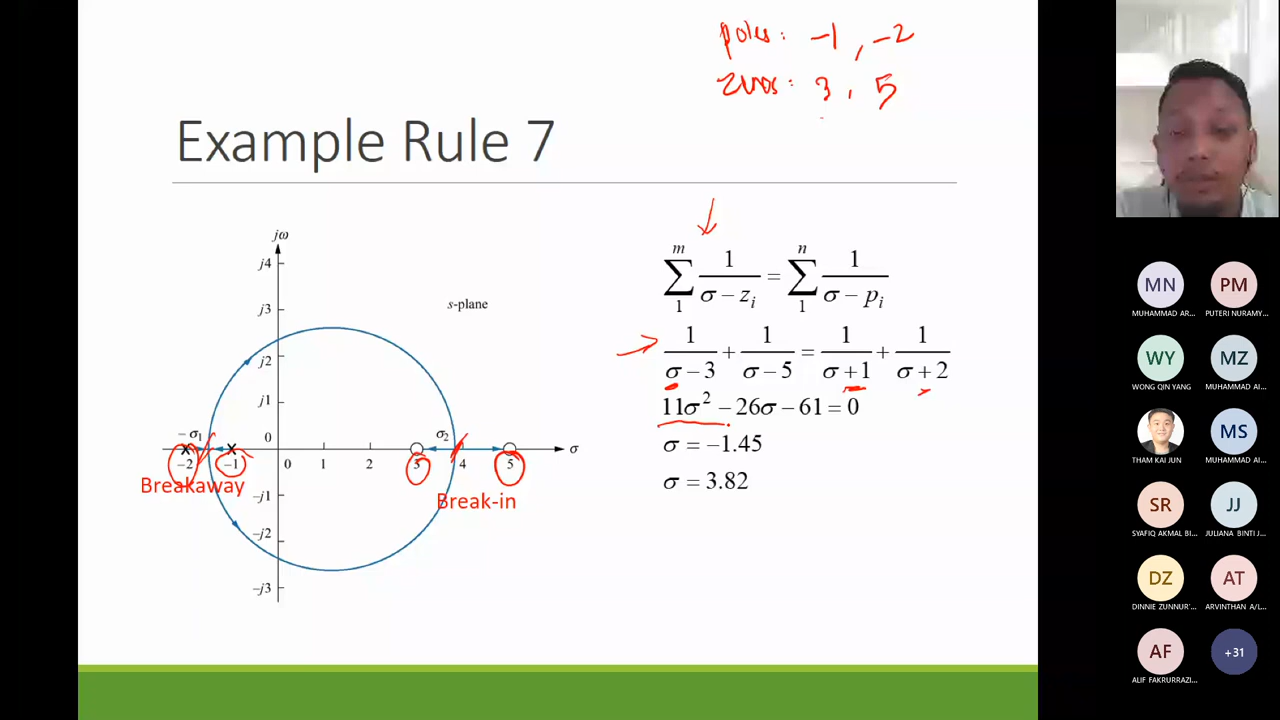 poles: -1, -2
zeros: 3, 5
Example Rule 7
jω
j4
j3
j2
j1
0
-j1
-j2
-j3
s-plane
-σ₁
σ₂
σ
-2 -1 0 1 2 3 4 5
Breakaway
Break-in
m 1 n 1
∑ ─── = ∑ ───
1 σ - zᵢ 1 σ - pᵢ
1 1 1 1
─── + ─── = ─── + ───
σ - 3 σ - 5 σ + 1 σ + 2
11σ² - 26σ - 61 = 0
σ = -1.45
σ = 3.82
MN PM
MUHAMMAD AR... PUTERI NURAMY...
WY MZ
WONG QIN YANG MUHAMMAD AI...
MS
THAM KAI JUN MUHAMMAD AI...
SR JJ
SYAFIQ AKMAL BI... JULIANA BINTI J...
DZ AT
DINNIE ZUNNUR'... ARVINTHAN A/L...
AF +31
ALIF FAKRURRAZI...